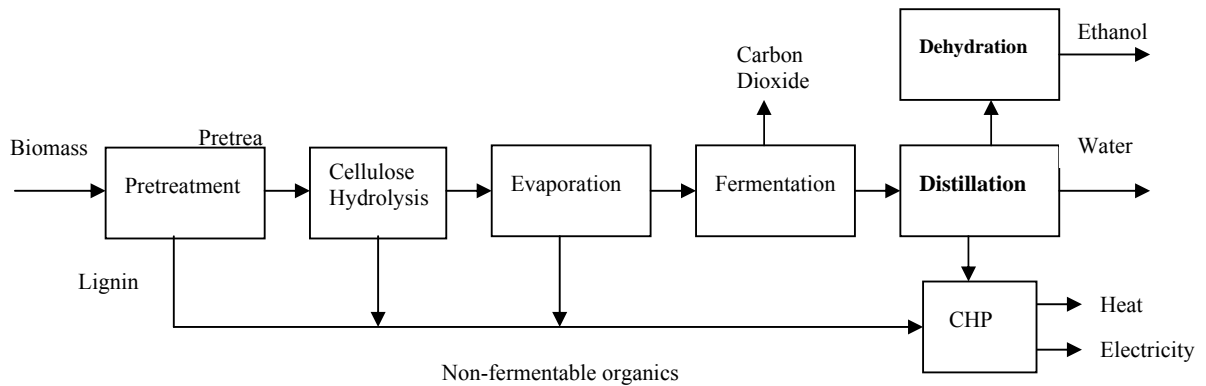 Ethanol
Dehydration
Carbon
Dioxide
Biomass
Pretrea
Water
Pretreatment
Cellulose
Hydrolysis
Evaporation
Fermentation
Distillation
Lignin
CHP
Heat
Electricity
Non-fermentable organics